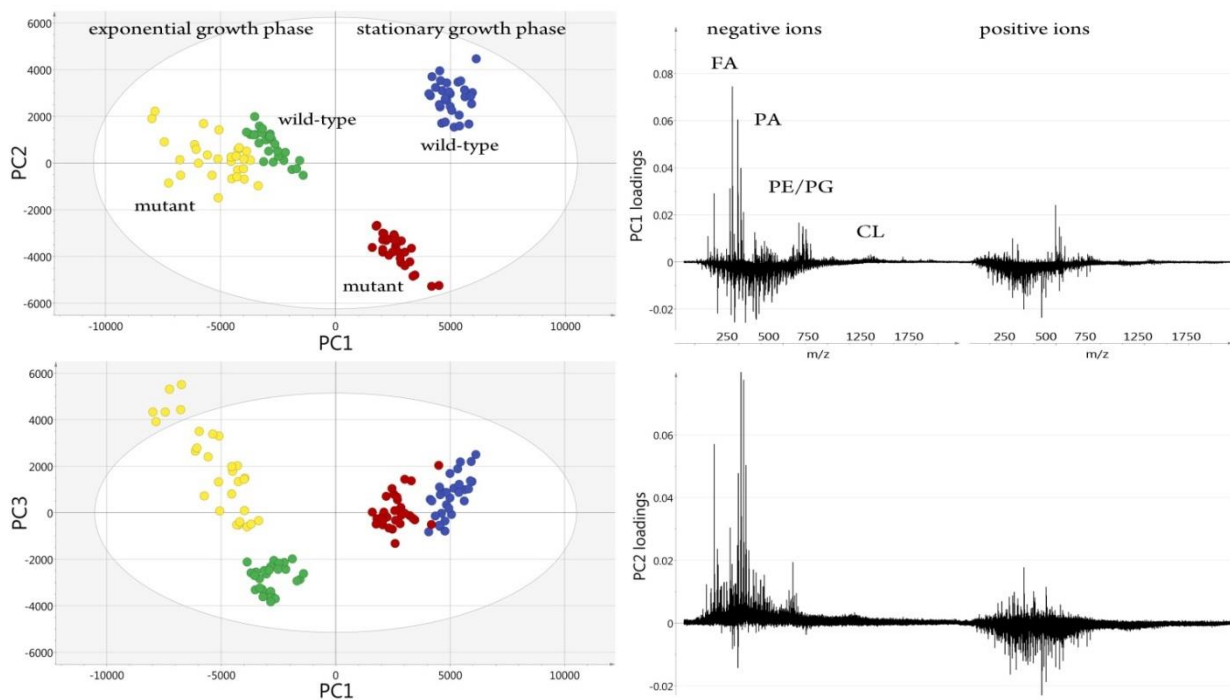 exponential growth phase
stationary growth phase
6000
4000
2000
0
-2000
-4000
-6000
PC2
wild-type
mutant
wild-type
mutant
-10000
-5000
0
5000
10000
PC1
negative ions
positive ions
FA
PA
PE/PG
CL
0.08
0.06
0.04
0.02
0
-0.02
PC1 loadings
250
500
750
1250
1750
250
500
750
1250
1750
m/z
m/z
6000
4000
2000
0
-2000
-4000
-6000
PC3
-10000
-5000
0
5000
10000
PC1
0.06
0.04
0.02
0
-0.02
PC2 loadings